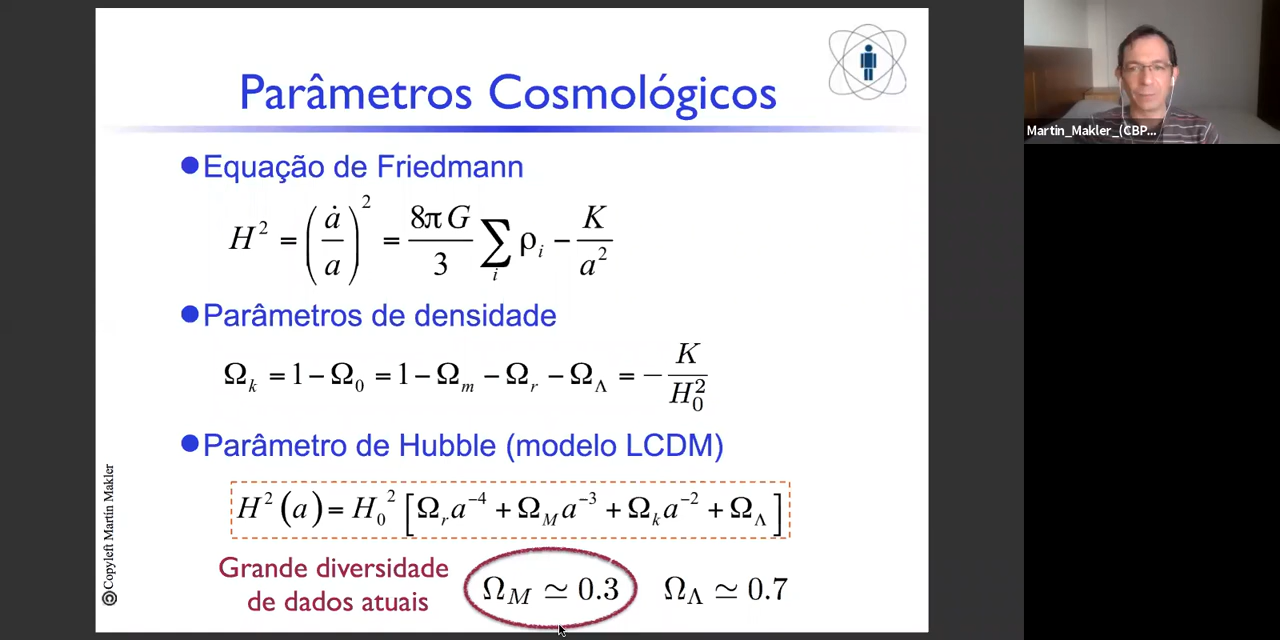 Parâmetros Cosmológicos
Martin_Makler_(CBP...
●Equação de Friedmann
H² = (ȧ/a)² = 8πG/3 ∑ᵢ ρᵢ − K/a²
●Parâmetros de densidade
Ωₖ = 1 − Ω₀ = 1 − Ωₘ − Ωᵣ − Ω_Λ = − K/H₀²
●Parâmetro de Hubble (modelo LCDM)
H²(a) = H₀² [Ωᵣa⁻⁴ + Ω_M a⁻³ + Ωₖa⁻² + Ω_Λ]
Grande diversidade
de dados atuais
Ω_M ≃ 0.3 Ω_Λ ≃ 0.7
Copyleft Martín Makler